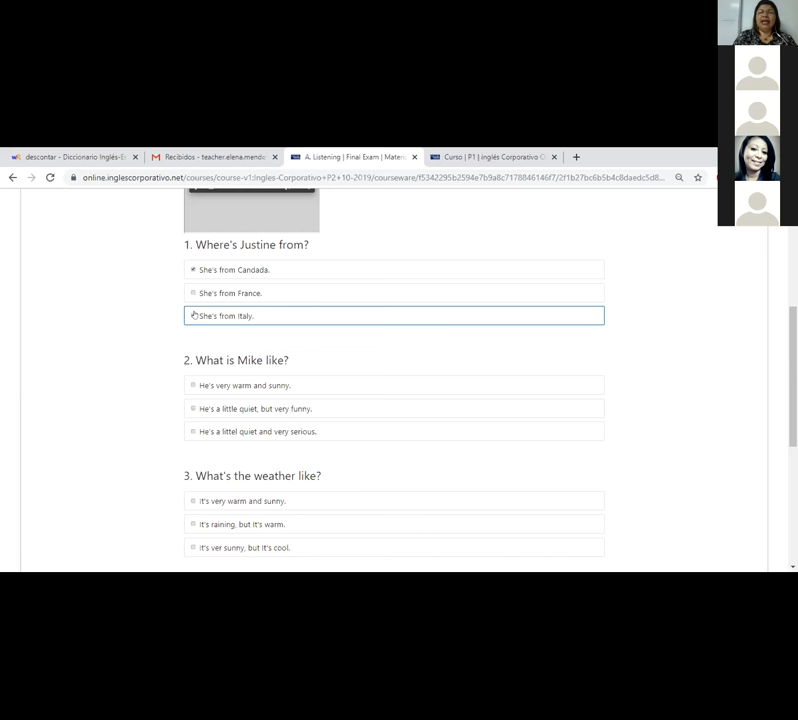 descontar - Diccionario Inglés-Es
Recibidos - teacher.elena.mende
A. Listening | Final Exam | Mater
Curso | P1 | inglés Corporativo O
online.inglescorporativo.net/courses/course-v1:Ingles-Corporativo+P2+10-2019/courseware/f5342295b2594e7b9a8c7178846146f7/2f1b27bc6b5b4c8daedc5d8...
1. Where's Justine from?
She's from Candada.
She's from France.
She's from Italy.
2. What is Mike like?
He's very warm and sunny.
He's a little quiet, but very funny.
He's a littel quiet and very serious.
3. What's the weather like?
It's very warm and sunny.
It's raining, but It's warm.
It's ver sunny, but It's cool.